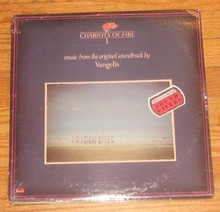 CHARIOTS OF FIRE
music from the original soundtrack by
Vangelis